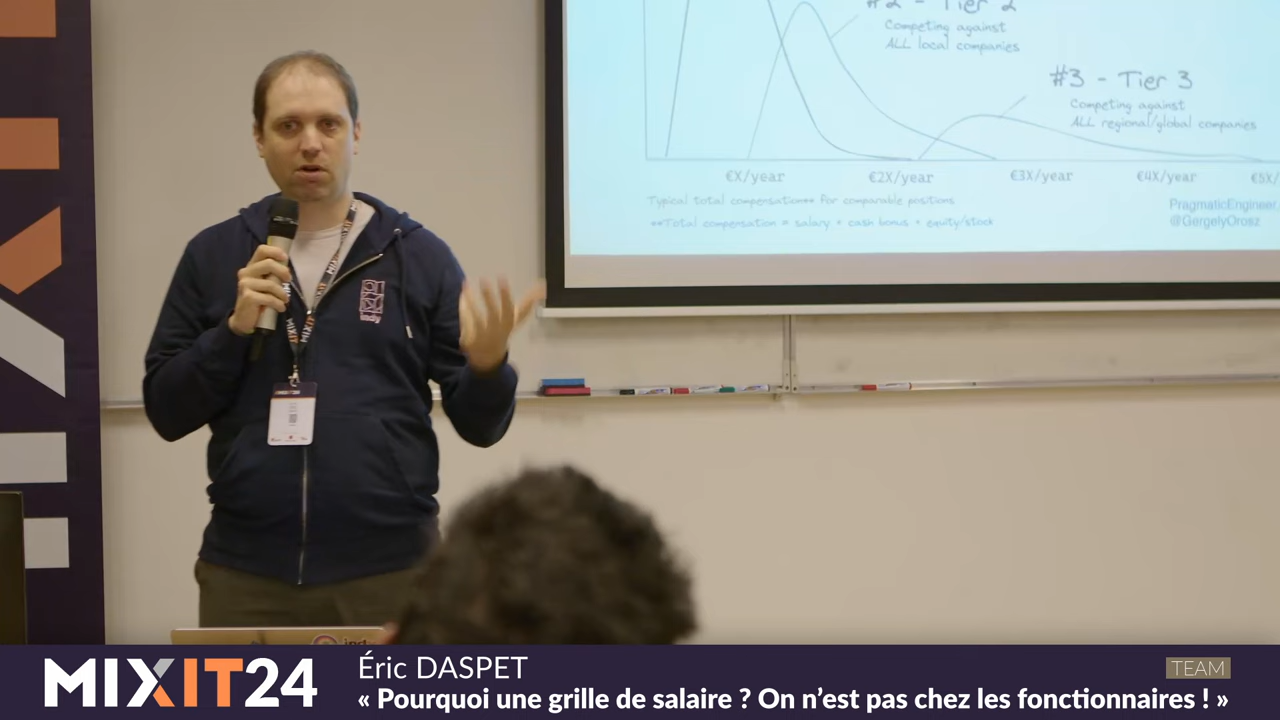 #2 - Tier 2
Competing against
ALL local companies
#3 - Tier 3
Competing against
ALL regional/global companies
€X/year
€2X/year
€3X/year
€4X/year
€5X/
Typical total compensation** for comparable positions
**Total compensation = salary + cash bonus + equity/stock
PragmaticEngineer.
@GergelyOrosz
indy
MIXIT
MIXIT24
Éric DASPET
TEAM
« Pourquoi une grille de salaire ? On n’est pas chez les fonctionnaires ! »